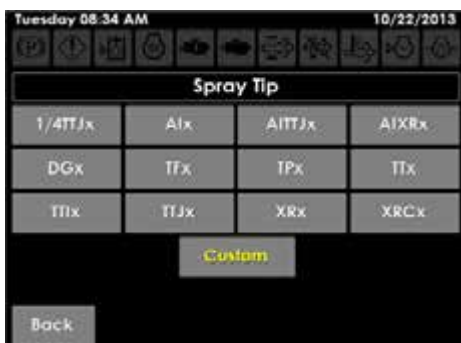 Tuesday 08:34 AM 10/22/2013
Spray Tip
1/4TTJx AIx AITTJx AIXRx
DGx TFx TPx TTx
TTIx TTJx XRx XRCx
Custom
Back